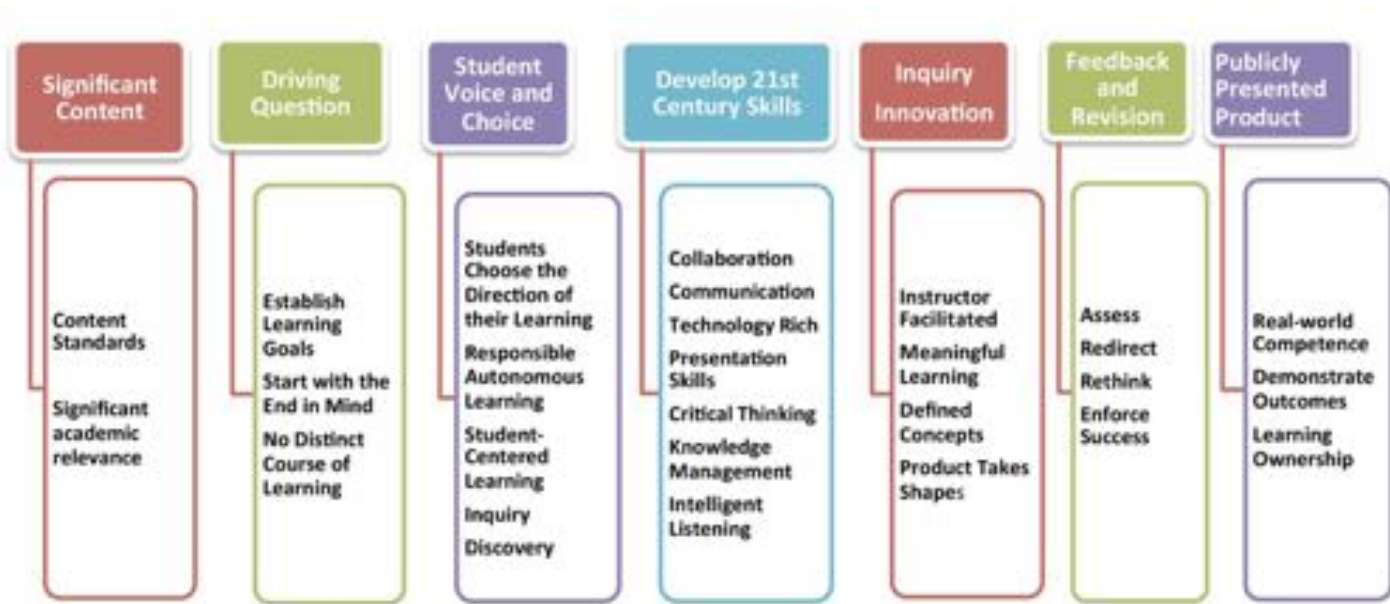 Significant
Content
Content
Standards
Significant
academic
relevance
Driving
Question
Establish
Learning
Goals
Start with the
End in Mind
No Distinct
Course of
Learning
Student
Voice and
Choice
Students
Choose the
Direction of
their Learning
Responsible
Autonomous
Learning
Student-
Centered
Learning
Inquiry
Discovery
Develop 21st
Century Skills
Collaboration
Communication
Technology Rich
Presentation
Skills
Critical Thinking
Knowledge
Management
Intelligent
Listening
Inquiry
Innovation
Instructor
Facilitated
Meaningful
Learning
Defined
Concepts
Product Takes
Shapes
Feedback
and
Revision
Assess
Redirect
Rethink
Enforce
Success
Publicly
Presented
Product
Real-world
Competence
Demonstrate
Outcomes
Learning
Ownership